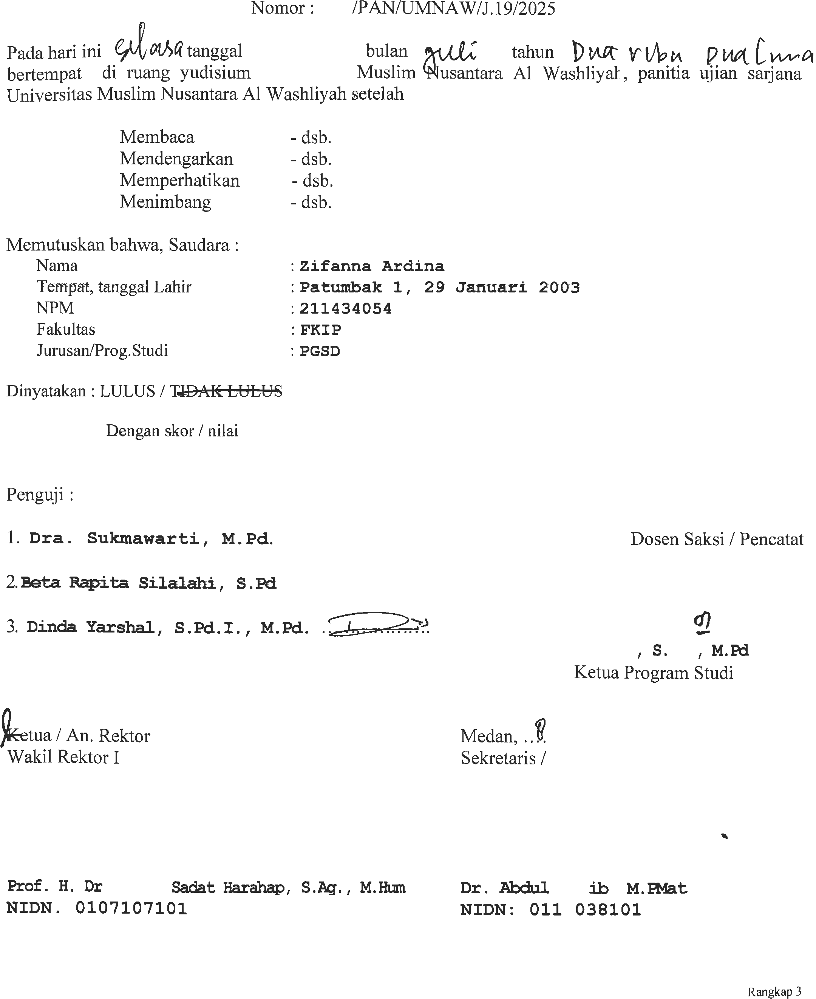 Nomor : /PAN/UMNAW/J.19/2025
Pada hari ini selasa tanggal bulan Juli tahun Dua ribu Dua Lima
bertempat di ruang yudisium Muslim Nusantara Al Washliyah, panitia ujian sarjana
Universitas Muslim Nusantara Al Washliyah setelah
Membaca - dsb.
Mendengarkan - dsb.
Memperhatikan - dsb.
Menimbang - dsb.
Memutuskan bahwa, Saudara :
Nama : Zifanna Ardina
Tempat, tanggal Lahir : Patumbak 1, 29 Januari 2003
NPM : 211434054
Fakultas : FKIP
Jurusan/Prog.Studi : PGSD
Dinyatakan : LULUS / TIDAK LULUS
Dengan skor / nilai
Penguji :
1. Dra. Sukmawarti, M.Pd. Dosen Saksi / Pencatat
2. Beta Rapita Silalahi, S.Pd
3. Dinda Yarshal, S.Pd.I., M.Pd. ..................
, S. , M.Pd
Ketua Program Studi
Ketua / An. Rektor Medan, ....
Wakil Rektor I Sekretaris /
Prof. H. Dr Sadat Harahap, S.Ag., M.Hum Dr. Abdul ib M.PMat
NIDN. 0107107101 NIDN: 011 038101
Rangkap 3